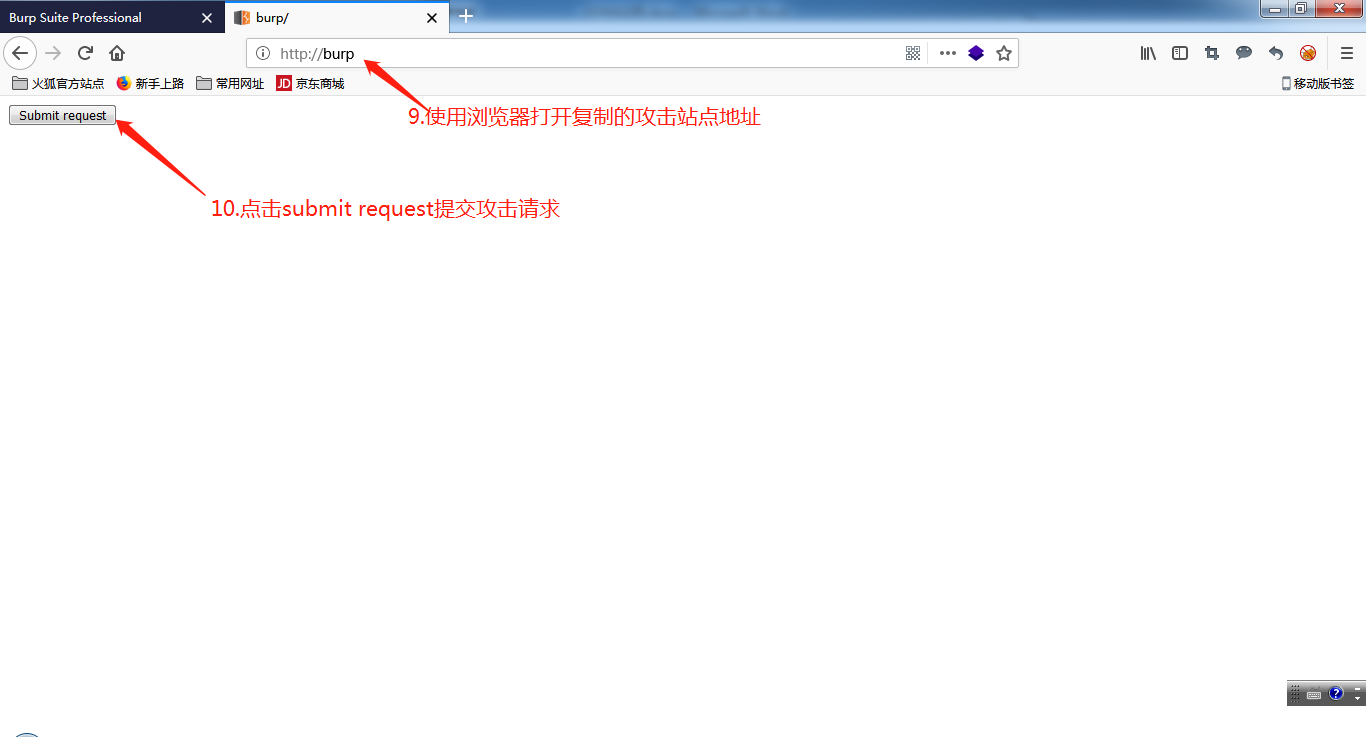 Burp Suite Professional
burp/
http://burp
火狐官方站点
新手上路
常用网址
JD 京东商城
移动版书签
Submit request
9.使用浏览器打开复制的攻击站点地址
10.点击submit request提交攻击请求